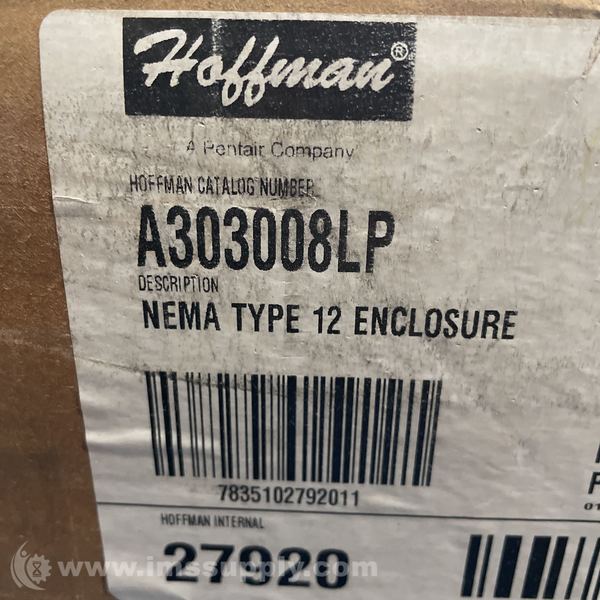 Hoffman®
A Pentair Company
HOFFMAN CATALOG NUMBER
A303008LP
DESCRIPTION
NEMA TYPE 12 ENCLOSURE
7835102792011
HOFFMAN INTERNAL
27920
www.imssupply.com